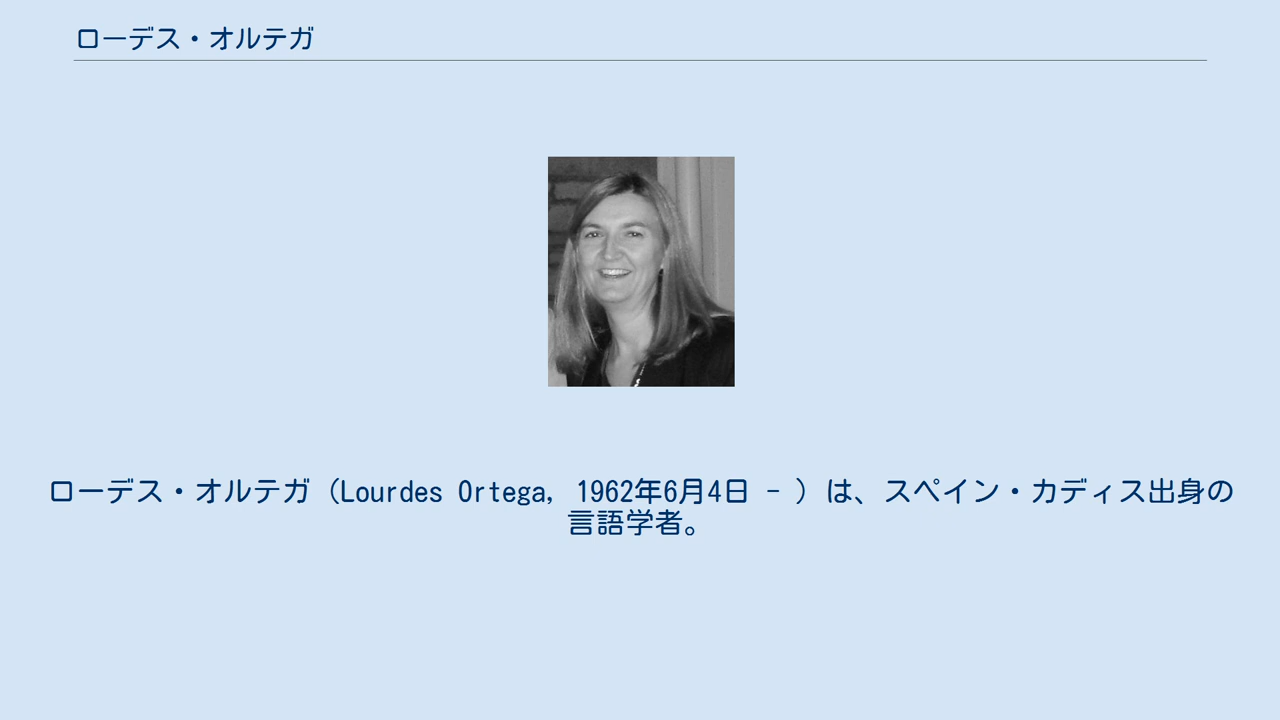 ローデス・オルテガ
ローデス・オルテガ（Lourdes Ortega, 1962年6月4日 - ）は、スペイン・カディス出身の
言語学者。